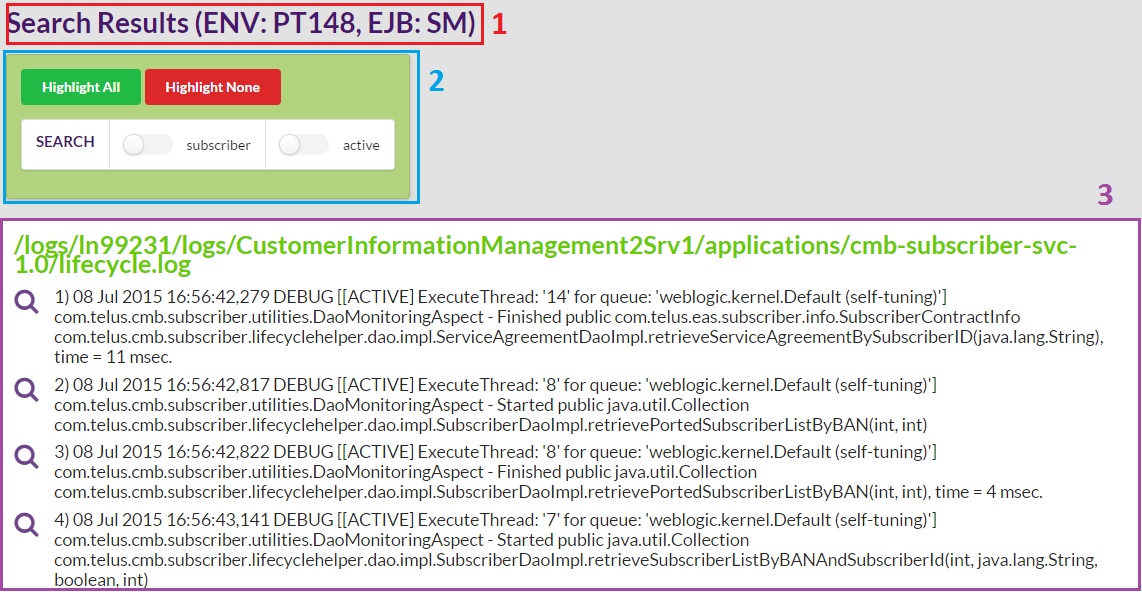 Search Results (ENV: PT148, EJB: SM)
1
2
Highlight All
Highlight None
SEARCH
subscriber
active
3
/logs/ln99231/logs/CustomerInformationManagement2Srv1/applications/cmb-subscriber-svc-
1.0/lifecycle.log
1) 08 Jul 2015 16:56:42,279 DEBUG [[ACTIVE] ExecuteThread: '14' for queue: 'weblogic.kernel.Default (self-tuning)']
com.telus.cmb.subscriber.utilities.DaoMonitoringAspect - Finished public com.telus.eas.subscriber.info.SubscriberContractInfo
com.telus.cmb.subscriber.lifecyclehelper.dao.impl.ServiceAgreementDaoImpl.retrieveServiceAgreementBySubscriberID(java.lang.String),
time = 11 msec.
2) 08 Jul 2015 16:56:42,817 DEBUG [[ACTIVE] ExecuteThread: '8' for queue: 'weblogic.kernel.Default (self-tuning)']
com.telus.cmb.subscriber.utilities.DaoMonitoringAspect - Started public java.util.Collection
com.telus.cmb.subscriber.lifecyclehelper.dao.impl.SubscriberDaoImpl.retrievePortedSubscriberListByBAN(int, int)
3) 08 Jul 2015 16:56:42,822 DEBUG [[ACTIVE] ExecuteThread: '8' for queue: 'weblogic.kernel.Default (self-tuning)']
com.telus.cmb.subscriber.utilities.DaoMonitoringAspect - Finished public java.util.Collection
com.telus.cmb.subscriber.lifecyclehelper.dao.impl.SubscriberDaoImpl.retrievePortedSubscriberListByBAN(int, int), time = 4 msec.
4) 08 Jul 2015 16:56:43,141 DEBUG [[ACTIVE] ExecuteThread: '7' for queue: 'weblogic.kernel.Default (self-tuning)']
com.telus.cmb.subscriber.utilities.DaoMonitoringAspect - Started public java.util.Collection
com.telus.cmb.subscriber.lifecyclehelper.dao.impl.SubscriberDaoImpl.retrieveSubscriberListByBANAndSubscriberId(int, java.lang.String,
boolean, int)